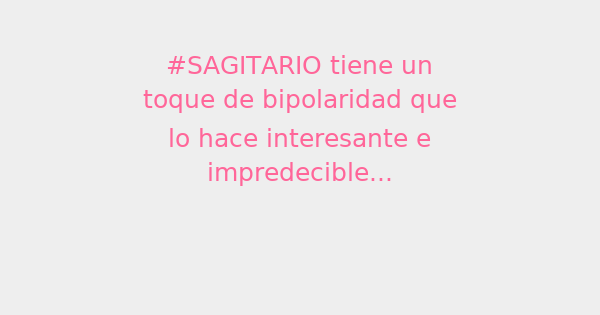 #SAGITARIO tiene un
toque de bipolaridad que
lo hace interesante e
impredecible...